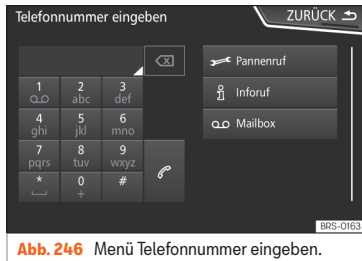 Telefonnummer eingeben
ZURÜCK
1
2 abc
3 def
4 ghi
5 jkl
6 mno
7 pqrs
8 tuv
9 wxyz
*
0 +
#
Pannenruf
Inforuf
Mailbox
BRS-0163
Abb. 246 Menü Telefonnummer eingeben.